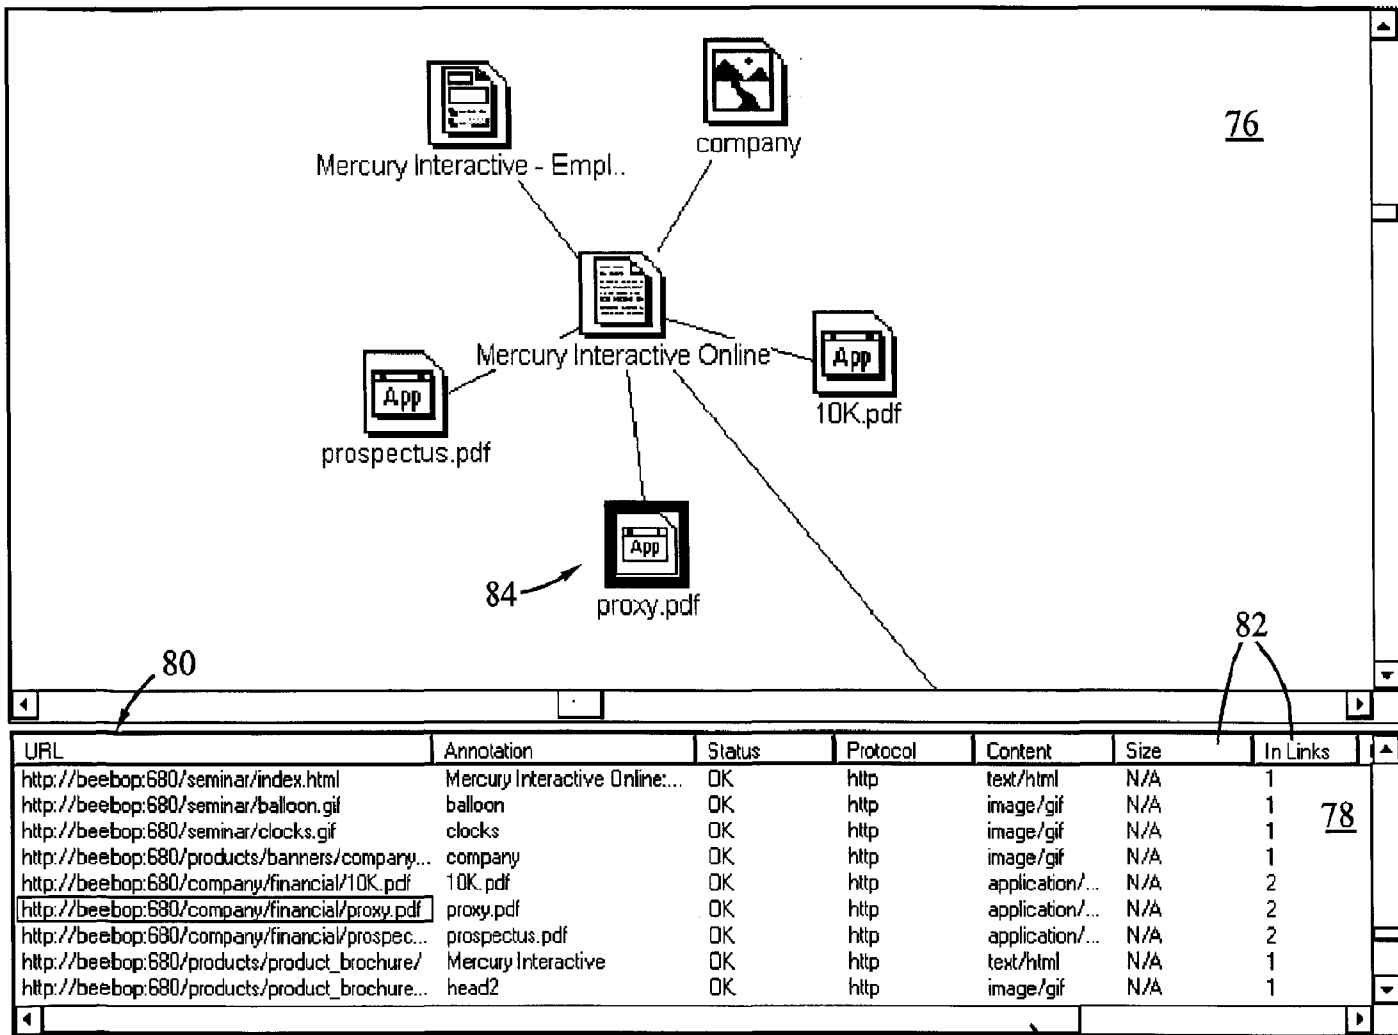 company
76
Mercury Interactive - Empl..
Mercury Interactive Online
App
10K.pdf
App
prospectus.pdf
App
84
proxy.pdf
82
80
URL Annotation Status Protocol Content Size In Links
http://beebop:680/seminar/index.html Mercury Interactive Online:... OK http text/html N/A 1
http://beebop:680/seminar/balloon.gif balloon OK http image/gif N/A 1
78
http://beebop:680/seminar/clocks.gif clocks OK http image/gif N/A 1
http://beebop:680/products/banners/company... company OK http image/gif N/A 1
http://beebop:680/company/financial/10K.pdf 10K.pdf OK http application/... N/A 2
http://beebop:680/company/financial/proxy.pdf proxy.pdf OK http application/... N/A 2
http://beebop:680/company/financial/prospec... prospectus.pdf OK http application/... N/A 2
http://beebop:680/products/product_brochure/ Mercury Interactive OK http text/html N/A 1
http://beebop:680/products/product_brochure... head2 OK http image/gif N/A 1